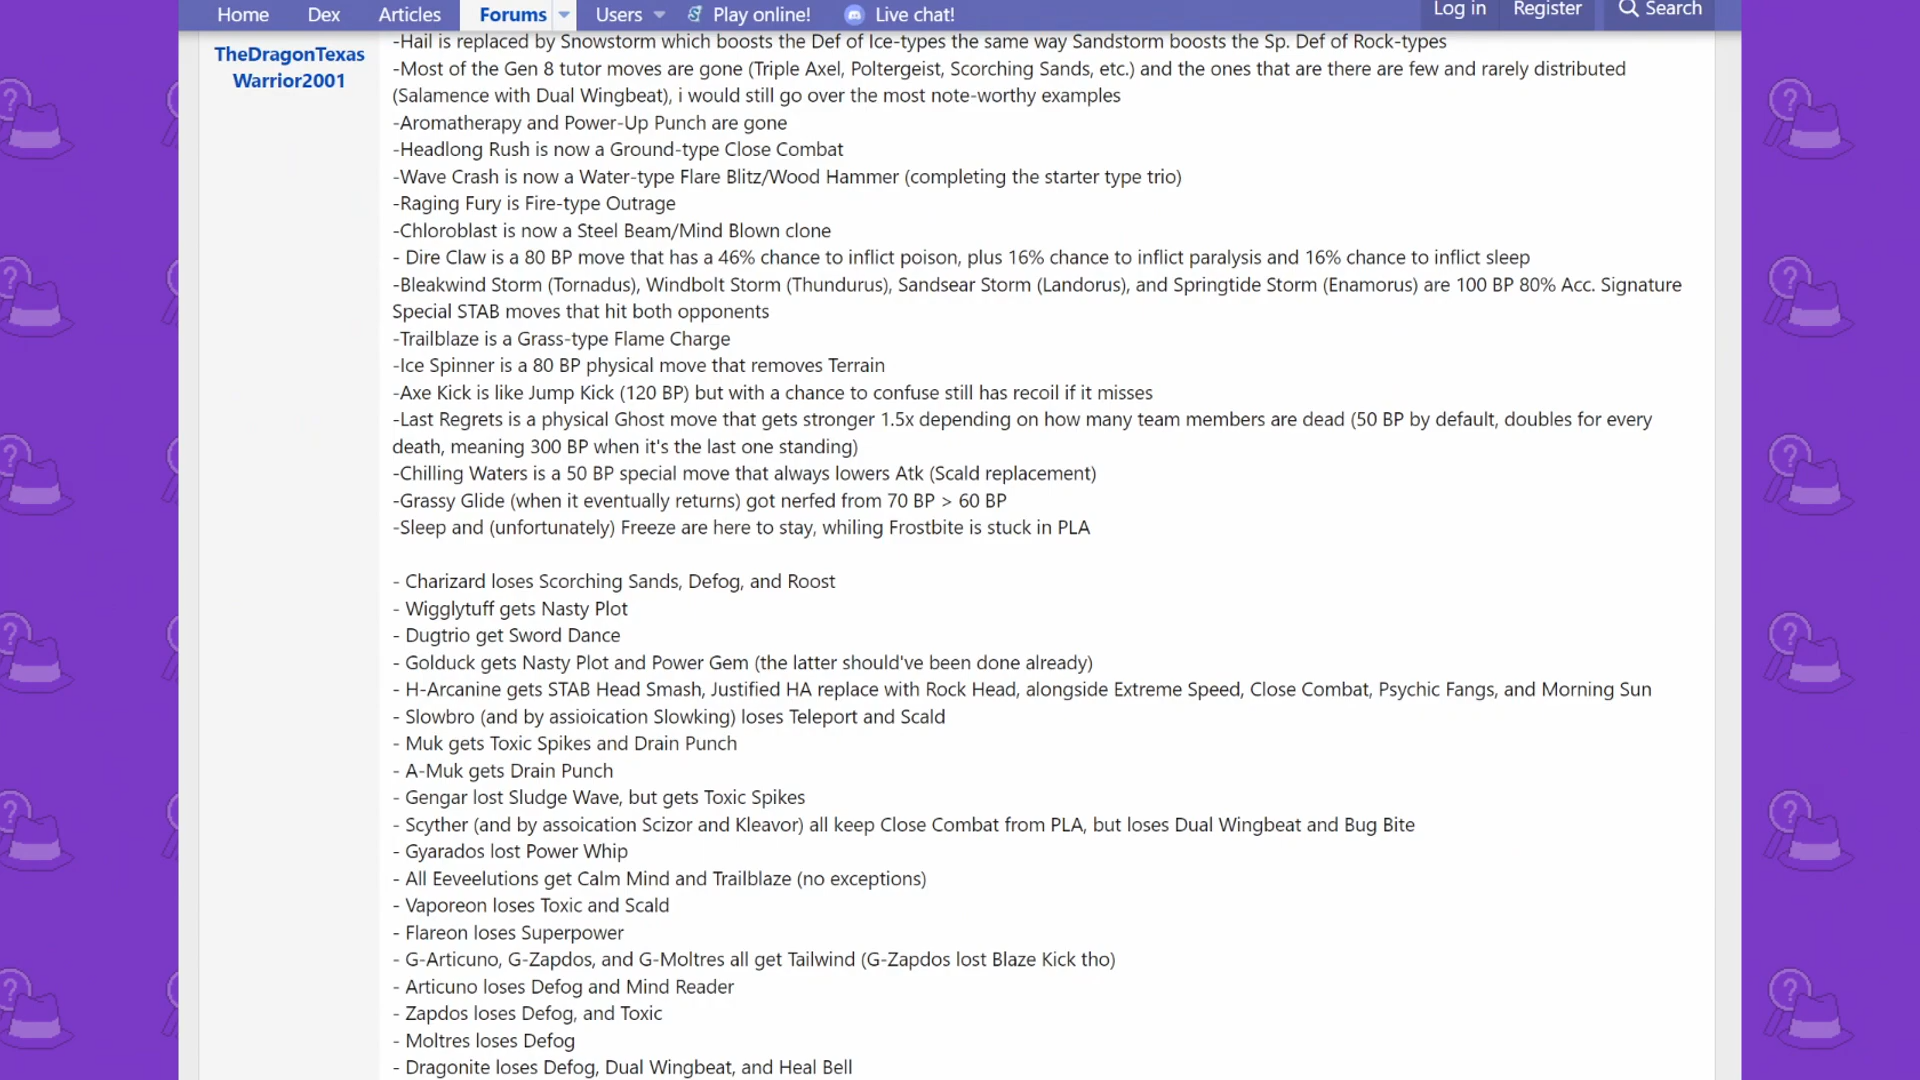 Home Dex Articles Forums Users Play online! Live chat! Log in Register Search
TheDragonTexas
Warrior2001
-Hail is replaced by Snowstorm which boosts the Def of Ice-types the same way Sandstorm boosts the Sp. Def of Rock-types
-Most of the Gen 8 tutor moves are gone (Triple Axel, Poltergeist, Scorching Sands, etc.) and the ones that are there are few and rarely distributed
(Salamence with Dual Wingbeat), i would still go over the most note-worthy examples
-Aromatherapy and Power-Up Punch are gone
-Headlong Rush is now a Ground-type Close Combat
-Wave Crash is now a Water-type Flare Blitz/Wood Hammer (completing the starter type trio)
-Raging Fury is Fire-type Outrage
-Chloroblast is now a Steel Beam/Mind Blown clone
- Dire Claw is a 80 BP move that has a 46% chance to inflict poison, plus 16% chance to inflict paralysis and 16% chance to inflict sleep
-Bleakwind Storm (Tornadus), Windbolt Storm (Thundurus), Sandsear Storm (Landorus), and Springtide Storm (Enamorus) are 100 BP 80% Acc. Signature
Special STAB moves that hit both opponents
-Trailblaze is a Grass-type Flame Charge
-Ice Spinner is a 80 BP physical move that removes Terrain
-Axe Kick is like Jump Kick (120 BP) but with a chance to confuse still has recoil if it misses
-Last Regrets is a physical Ghost move that gets stronger 1.5x depending on how many team members are dead (50 BP by default, doubles for every
death, meaning 300 BP when it's the last one standing)
-Chilling Waters is a 50 BP special move that always lowers Atk (Scald replacement)
-Grassy Glide (when it eventually returns) got nerfed from 70 BP > 60 BP
-Sleep and (unfortunately) Freeze are here to stay, whiling Frostbite is stuck in PLA
- Charizard loses Scorching Sands, Defog, and Roost
- Wigglytuff gets Nasty Plot
- Dugtrio get Sword Dance
- Golduck gets Nasty Plot and Power Gem (the latter should've been done already)
- H-Arcanine gets STAB Head Smash, Justified HA replace with Rock Head, alongside Extreme Speed, Close Combat, Psychic Fangs, and Morning Sun
- Slowbro (and by assioication Slowking) loses Teleport and Scald
- Muk gets Toxic Spikes and Drain Punch
- A-Muk gets Drain Punch
- Gengar lost Sludge Wave, but gets Toxic Spikes
- Scyther (and by assoication Scizor and Kleavor) all keep Close Combat from PLA, but loses Dual Wingbeat and Bug Bite
- Gyarados lost Power Whip
- All Eeveelutions get Calm Mind and Trailblaze (no exceptions)
- Vaporeon loses Toxic and Scald
- Flareon loses Superpower
- G-Articuno, G-Zapdos, and G-Moltres all get Tailwind (G-Zapdos lost Blaze Kick tho)
- Articuno loses Defog and Mind Reader
- Zapdos loses Defog, and Toxic
- Moltres loses Defog
- Dragonite loses Defog, Dual Wingbeat, and Heal Bell